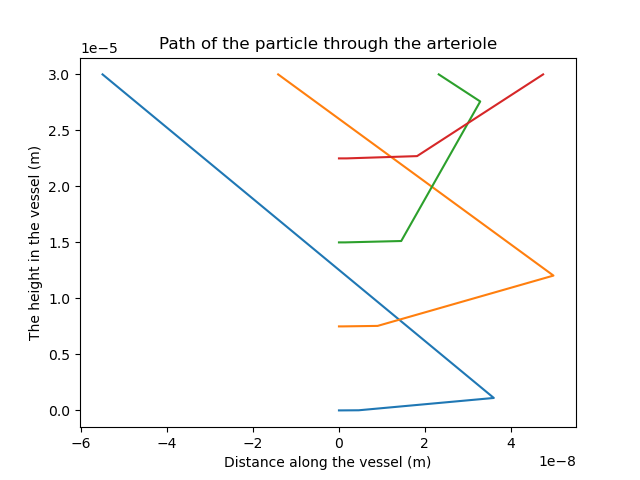 Path of the particle through the arteriole
1e−5
The height in the vessel (m)
3.0
2.5
2.0
1.5
1.0
0.5
0.0
−6
−4
−2
0
2
4
Distance along the vessel (m)
1e−8